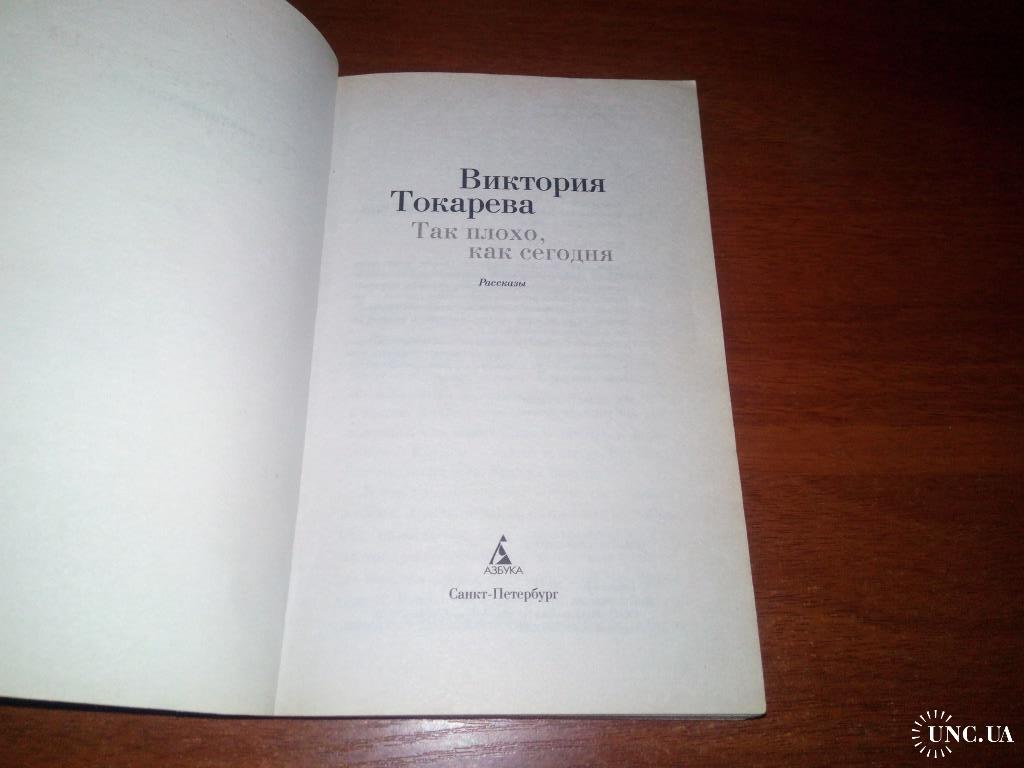 Виктория
Токарева
Так плохо,
как сегодня
Рассказы
АЗБУКА
Санкт-Петербург
UNC.UA